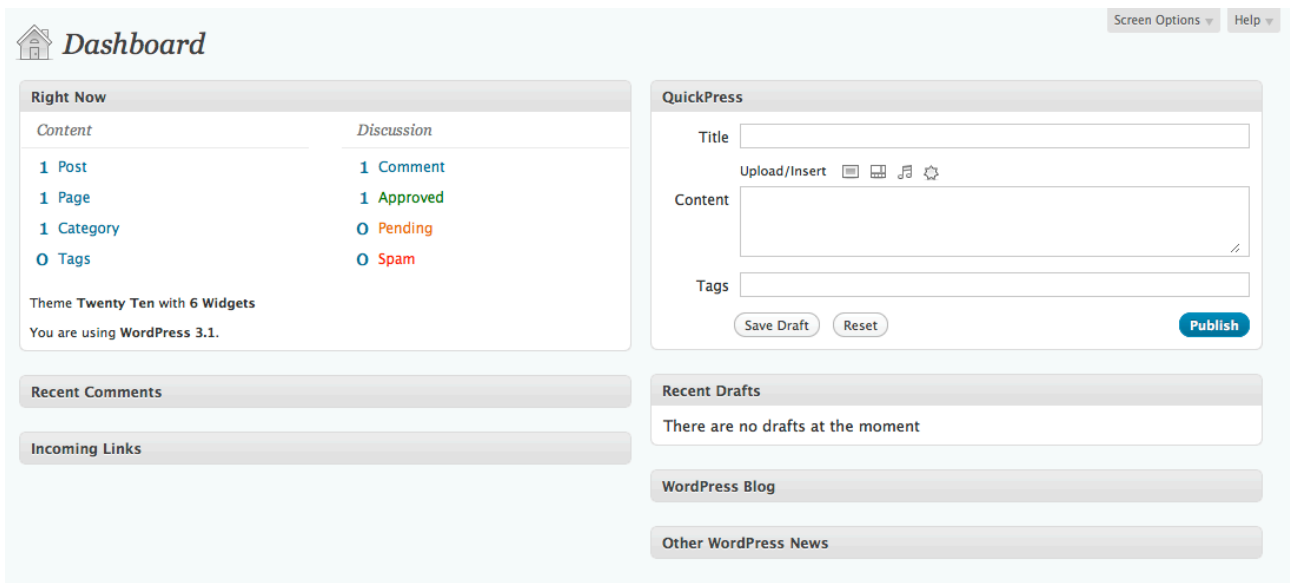 Screen Options
Help
Dashboard
Right Now
Content
Discussion
1 Post
1 Comment
1 Page
1 Approved
1 Category
0 Pending
0 Tags
0 Spam
Theme Twenty Ten with 6 Widgets
You are using WordPress 3.1.
Recent Comments
Incoming Links
QuickPress
Title
Upload/Insert
Content
Tags
Save Draft
Reset
Publish
Recent Drafts
There are no drafts at the moment
WordPress Blog
Other WordPress News